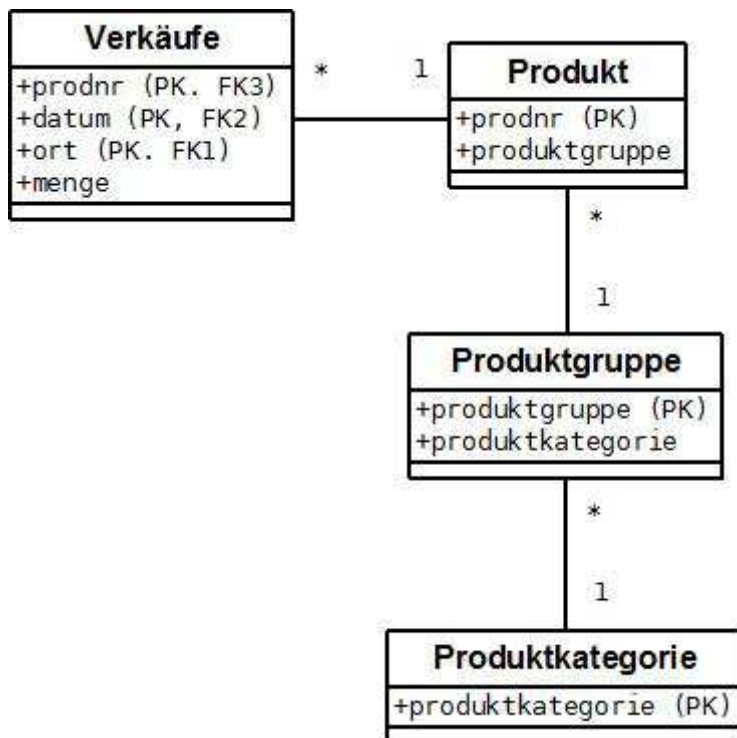 Verkäufe
+prodnr (PK. FK3)
+datum (PK, FK2)
+ort (PK. FK1)
+menge
* 1
Produkt
+prodnr (PK)
+produktgruppe
*
1
Produktgruppe
+produktgruppe (PK)
+produktkategorie
*
1
Produktkategorie
+produktkategorie (PK)